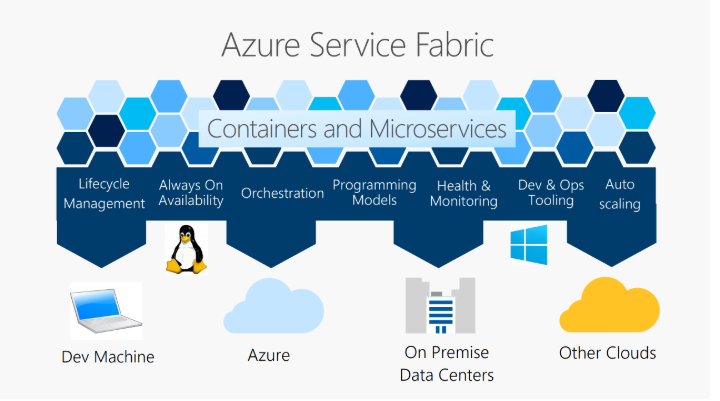 Azure Service Fabric
Containers and Microservices
Lifecycle
Management
Always On
Availability
Orchestration
Programming
Models
Health &
Monitoring
Dev & Ops
Tooling
Auto
scaling
Dev Machine
Azure
On Premise
Data Centers
Other Clouds